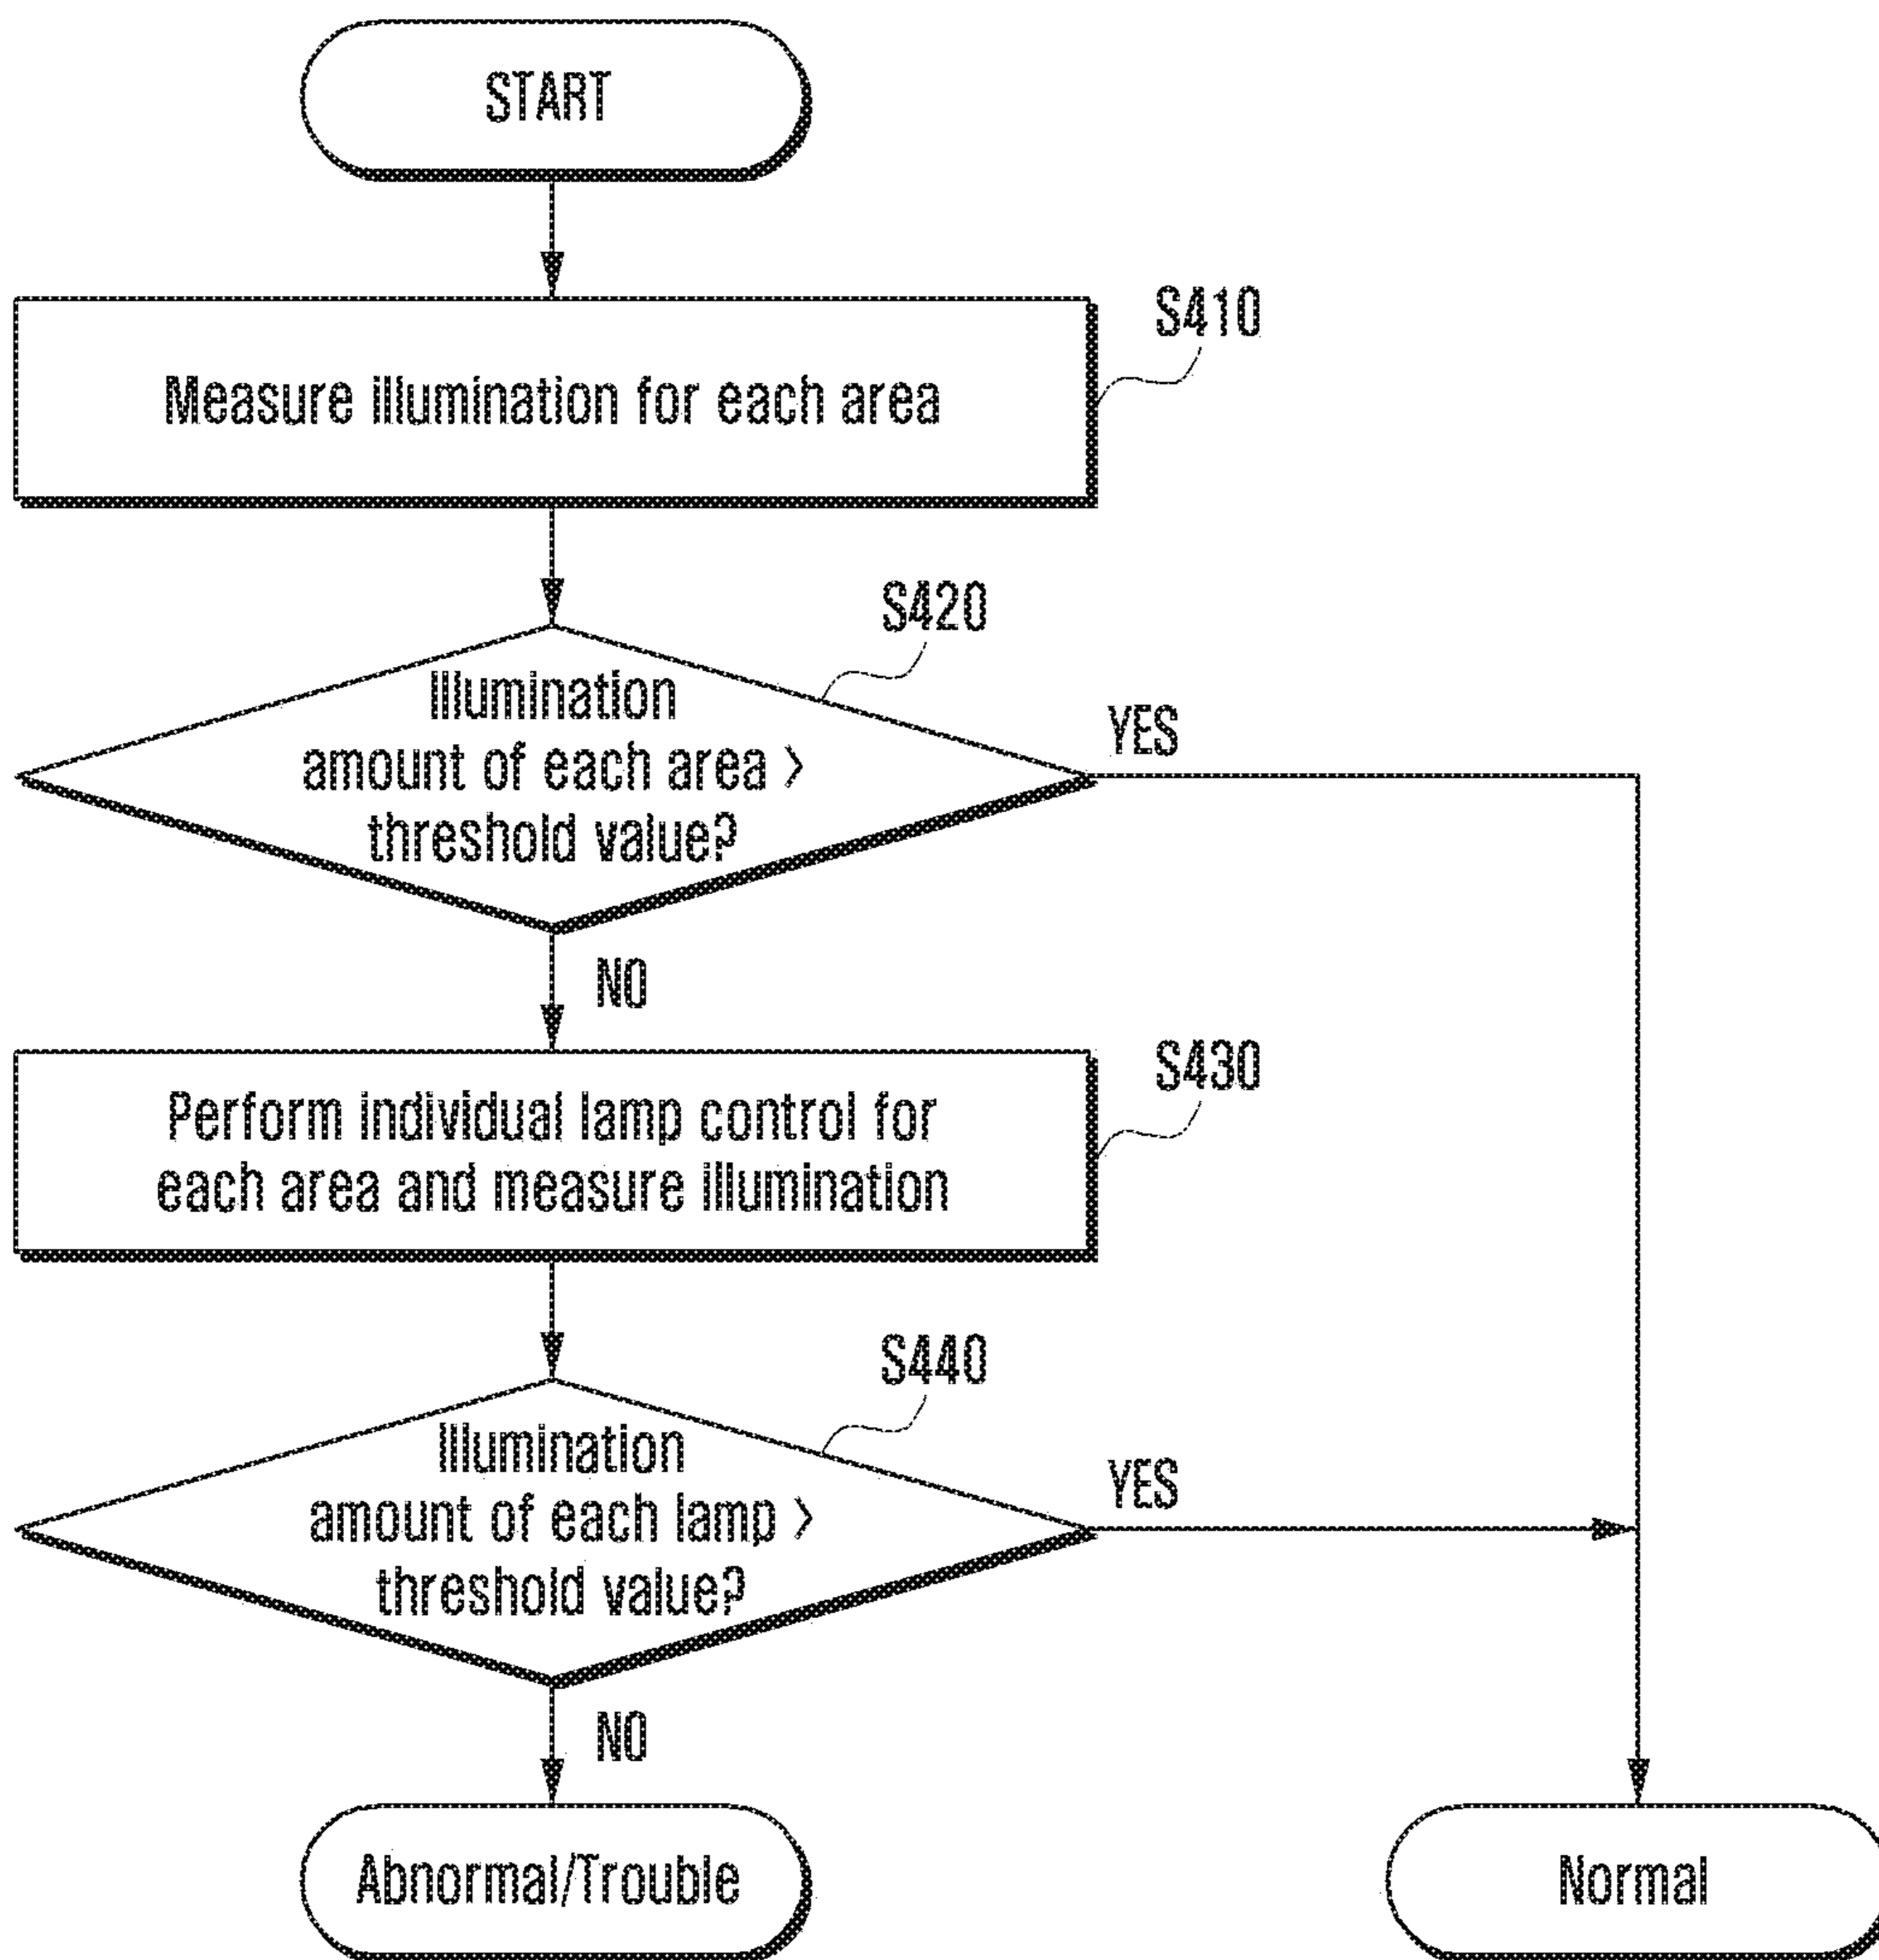 START
S410
Measure illumination for each area
S420
Illumination
amount of each area >
threshold value?
YES
NO
S430
Perform individual lamp control for
each area and measure illumination
S440
Illumination
amount of each lamp >
threshold value?
YES
NO
Abnormal/Trouble
Normal